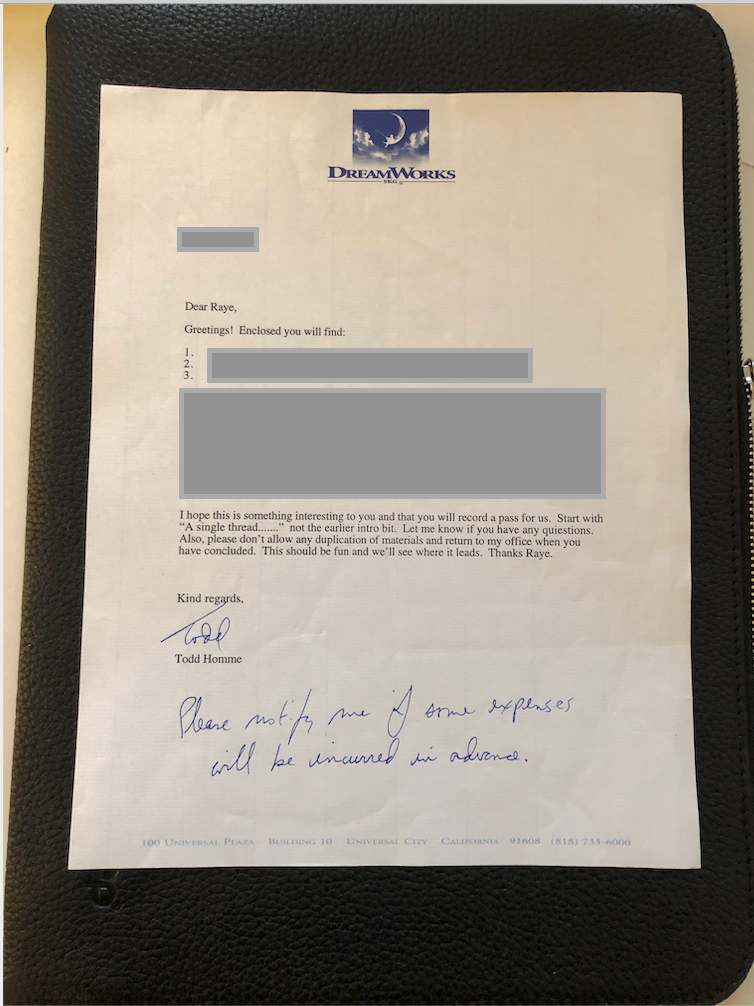 DREAMWORKS
SKG
Dear Raye,
Greetings! Enclosed you will find:
1.
2.
3.
I hope this is something interesting to you and that you will record a pass for us. Start with
“A single thread.......” not the earlier intro bit. Let me know if you have any quiestions.
Also, please don’t allow any duplication of materials and return to my office when you
have concluded. This should be fun and we’ll see where it leads. Thanks Raye.
Kind regards,
Todd
Todd Homme
Please notify me if some expenses
will be incurred in advance.
100 UNIVERSAL PLAZA BUILDING 10 UNIVERSAL CITY CALIFORNIA 91608 (818) 733-6000